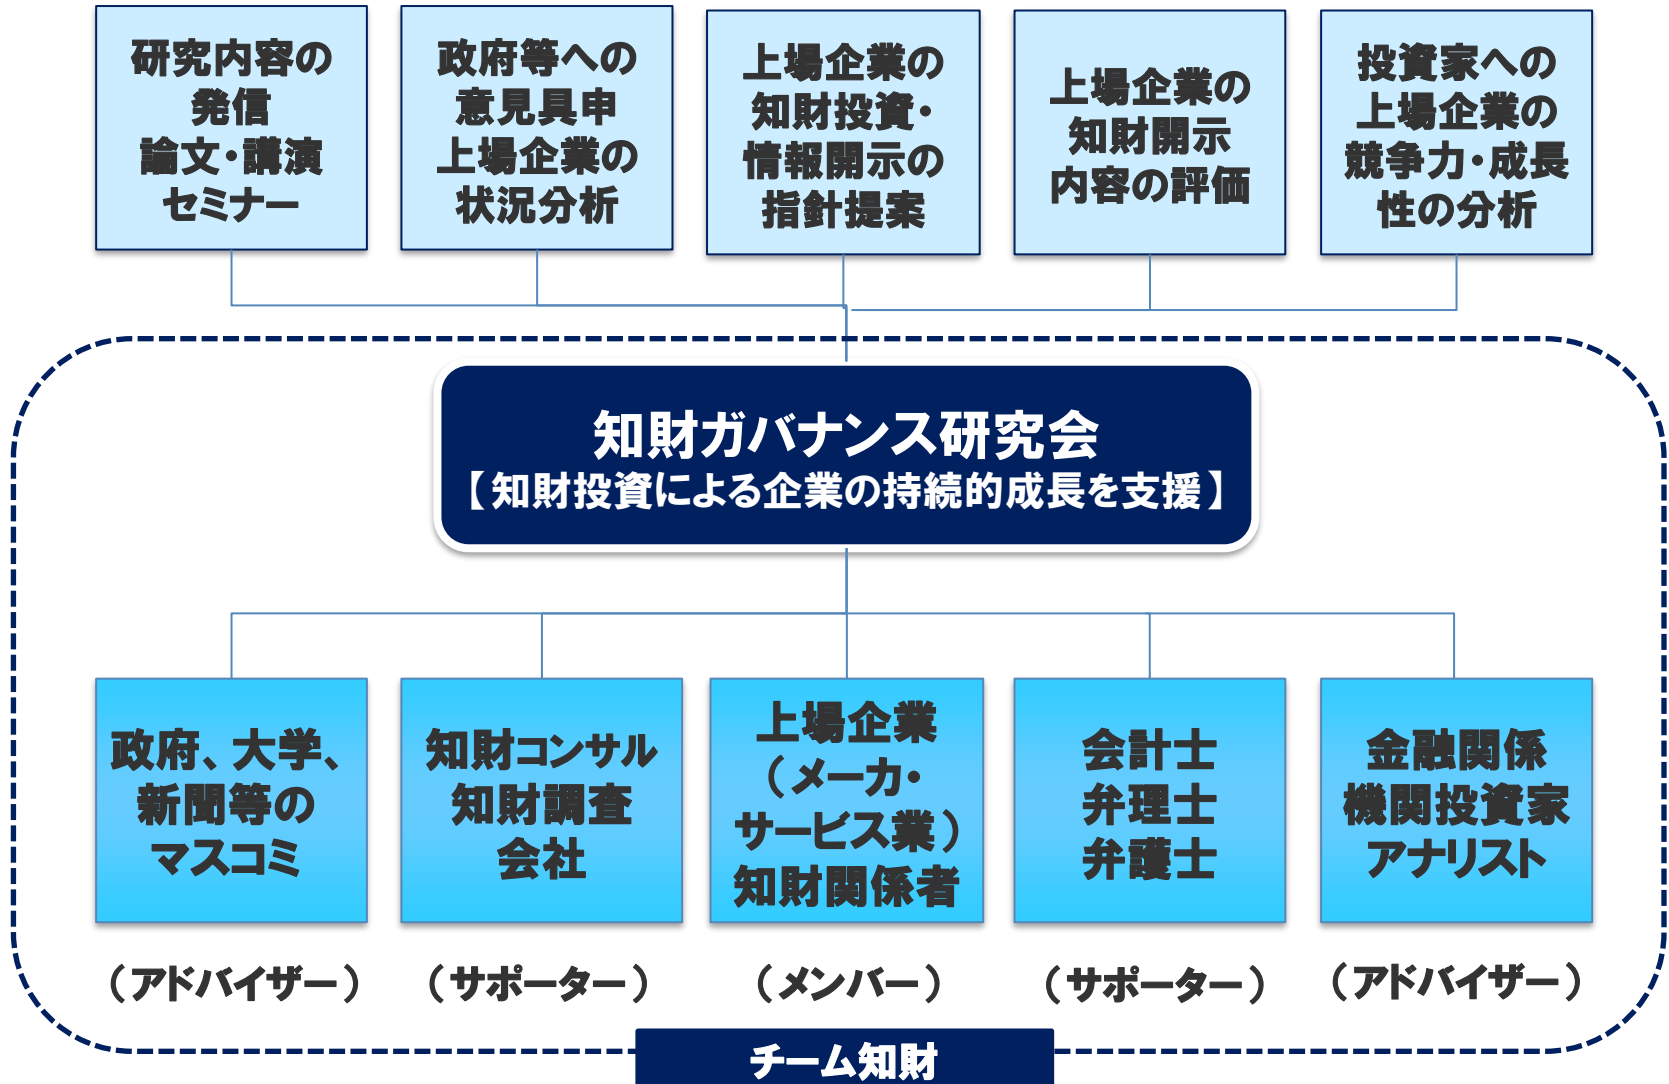 研究内容の
発信
論文・講演
セミナー
政府等への
意見具申
上場企業の
状況分析
上場企業の
知財投資・
情報開示の
指針提案
上場企業の
知財開示
内容の評価
投資家への
上場企業の
競争力・成長
性の分析
知財ガバナンス研究会
【知財投資による企業の持続的成長を支援】
政府、大学、
新聞等の
マスコミ
知財コンサル
知財調査
会社
上場企業
（メーカ・
サービス業）
知財関係者
会計士
弁理士
弁護士
金融関係
機関投資家
アナリスト
（アドバイザー）
（サポーター）
（メンバー）
（サポーター）
（アドバイザー）
チーム知財